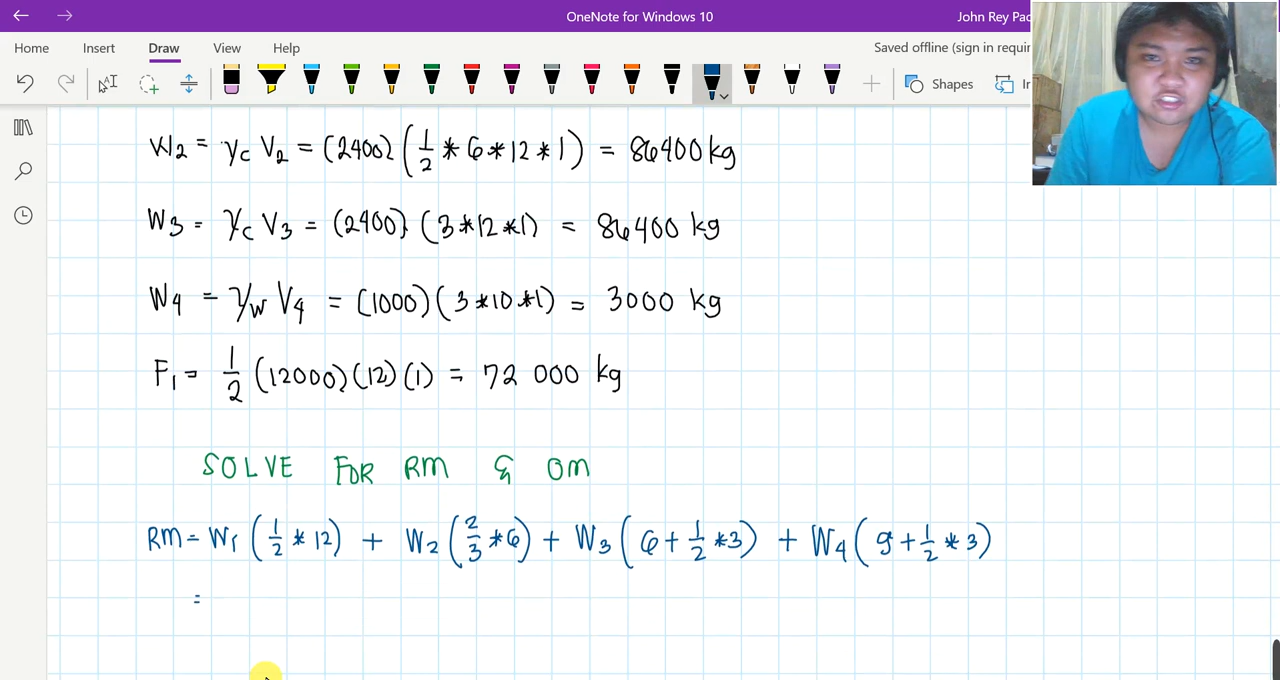 OneNote for Windows 10
John Rey Pac
Home Insert Draw View Help
Saved offline (sign in requir
Shapes
In
W2 = γc V2 = (2400) (1/2 * 6 * 12 * 1) = 86400 kg
W3 = γc V3 = (2400) (3*12*1) = 86400 kg
W4 = γw V4 = (1000) (3*10*1) = 3000 kg
F1 = 1/2 (12000)(12)(1) = 72 000 kg
SOLVE FOR RM & OM
RM = W1 (1/2 * 12) + W2 (2/3 * 6) + W3 (6 + 1/2 * 3) + W4 (9 + 1/2 * 3)
=